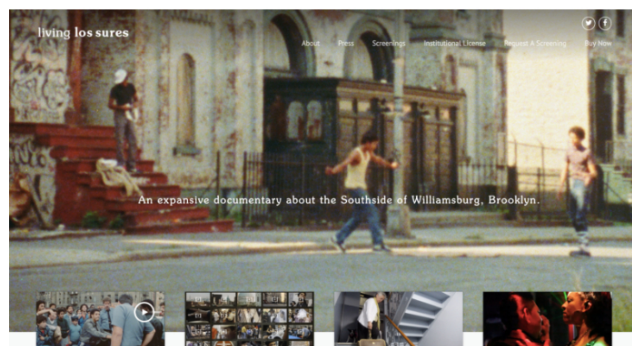 living los sures
About Press Screenings Institutional License Request A Screening Buy Now
An expansive documentary about the Southside of Williamsburg, Brooklyn.